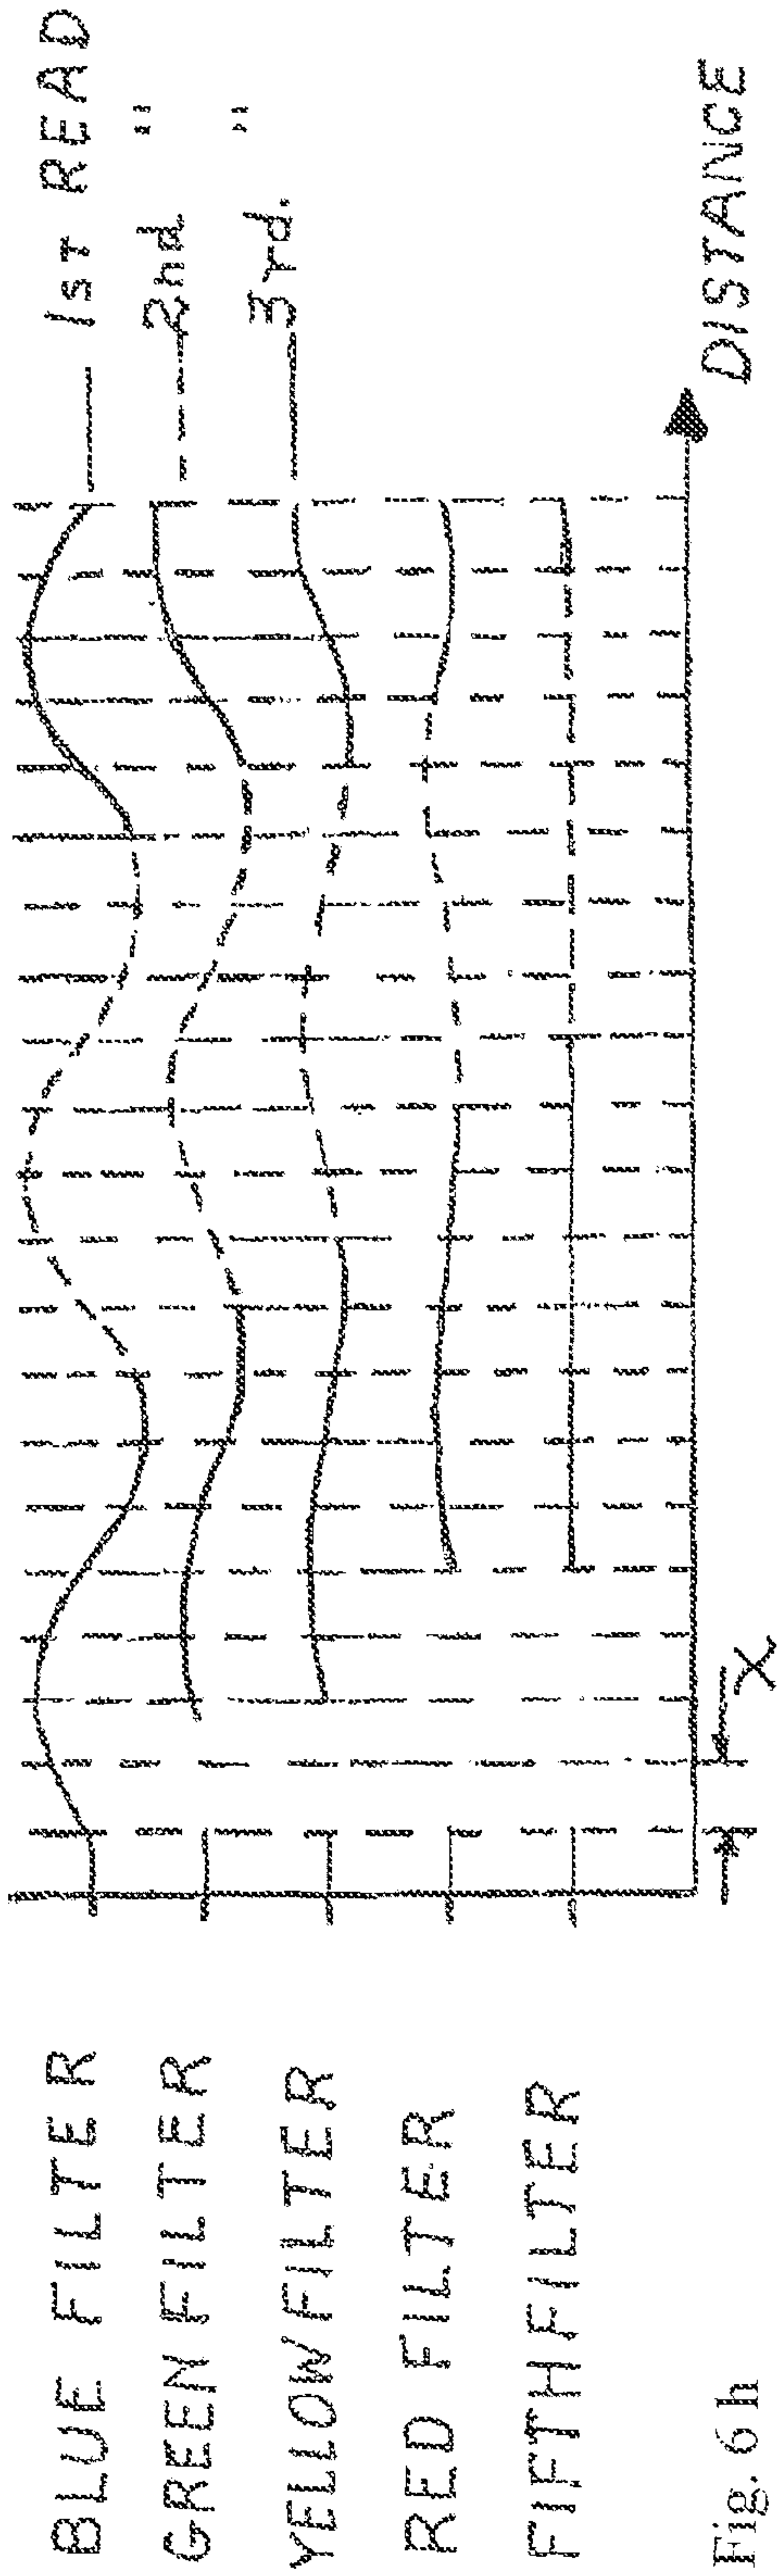 BLUE FILTER
GREEN FILTER
YELLOW FILTER
RED FILTER
FIFTH FILTER
1ST READ
2nd "
3rd. "
DISTANCE
X
Fig. 6h